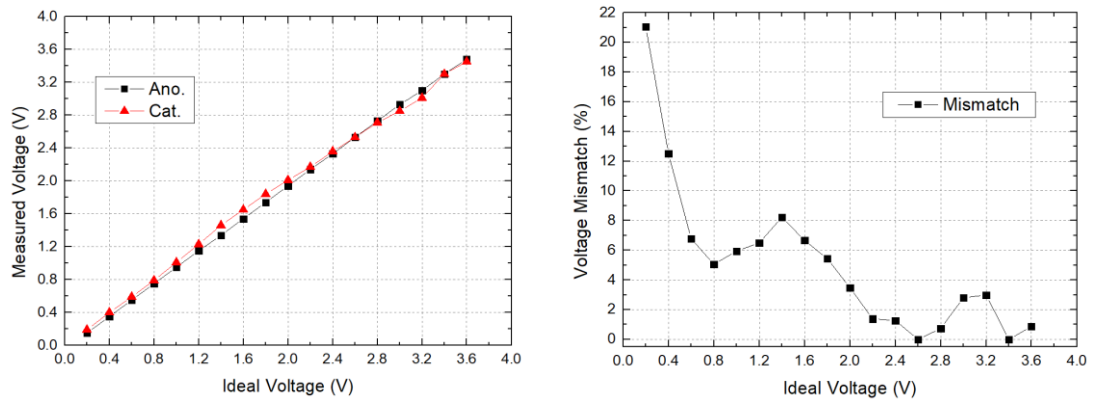 4.0
3.6
3.2
2.8
2.4
2.0
1.6
1.2
0.8
0.4
0.0
Measured Voltage (V)
Ano.
Cat.
0.0 0.4 0.8 1.2 1.6 2.0 2.4 2.8 3.2 3.6 4.0
Ideal Voltage (V)
22
20
18
16
14
12
10
8
6
4
2
0
Voltage Mismatch (%)
Mismatch
0.0 0.4 0.8 1.2 1.6 2.0 2.4 2.8 3.2 3.6 4.0
Ideal Voltage (V)